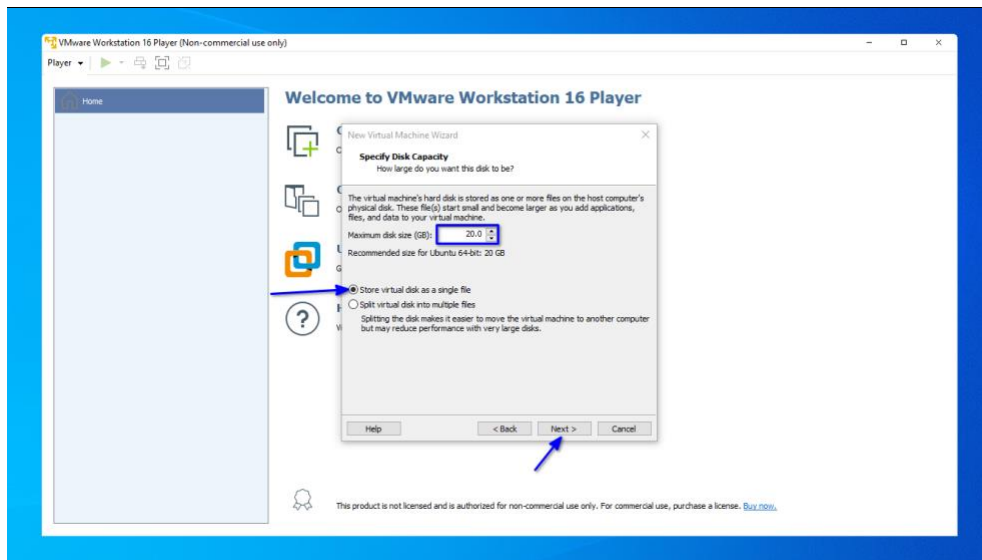 VMware Workstation 16 Player (Non-commercial use only)
Player
Home
Welcome to VMware Workstation 16 Player
New Virtual Machine Wizard
Specify Disk Capacity
How large do you want this disk to be?
The virtual machine's hard disk is stored as one or more files on the host computer's
physical disk. These file(s) start small and become larger as you add applications,
files, and data to your virtual machine.
Maximum disk size (GB): 20.0
Recommended size for Ubuntu 64-bit: 20 GB
Store virtual disk as a single file
Split virtual disk into multiple files
Splitting the disk makes it easier to move the virtual machine to another computer
but may reduce performance with very large disks.
Help < Back Next > Cancel
This product is not licensed and is authorized for non-commercial use only. For commercial use, purchase a license. Buy now.